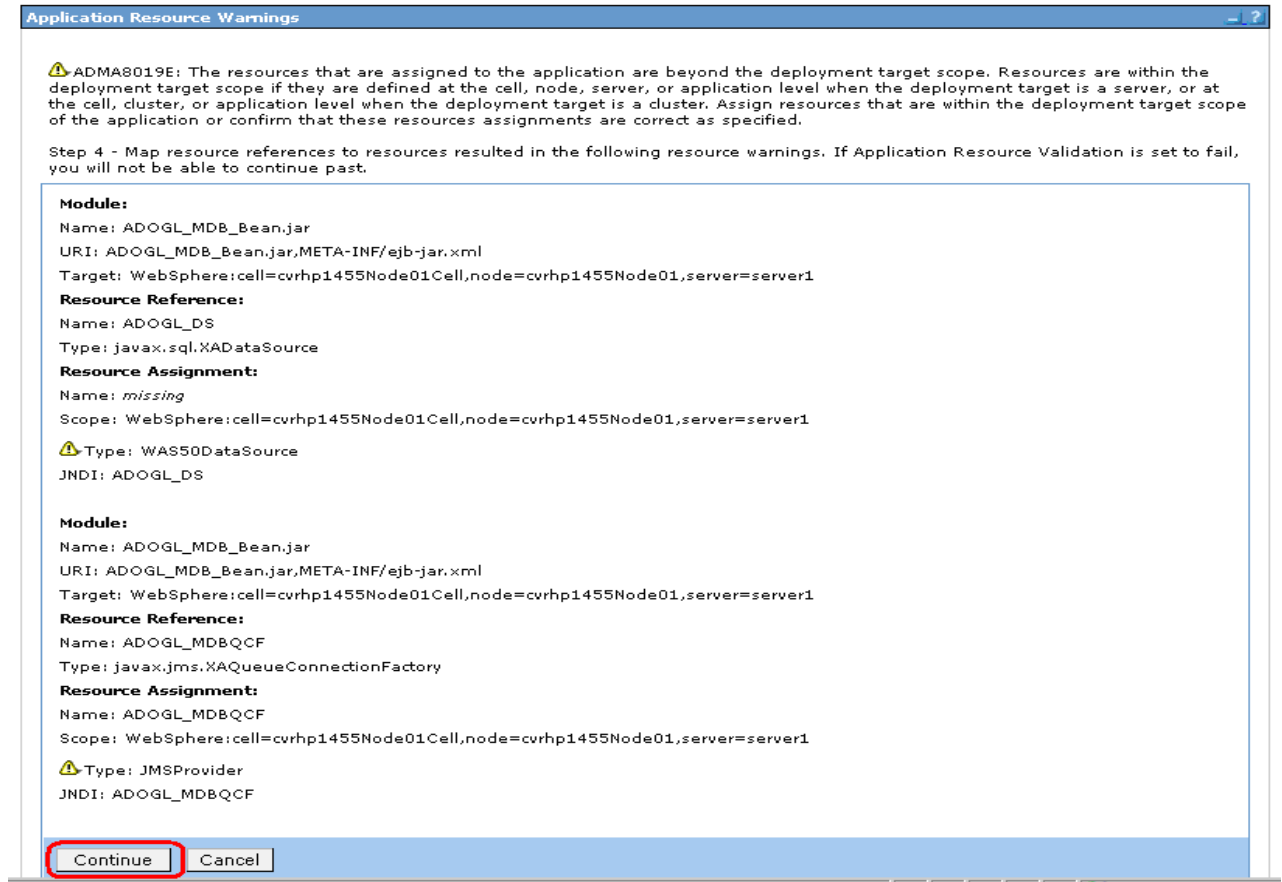 Application Resource Warnings
– ?
ADMA8019E: The resources that are assigned to the application are beyond the deployment target scope. Resources are within the
deployment target scope if they are defined at the cell, node, server, or application level when the deployment target is a server, or at
the cell, cluster, or application level when the deployment target is a cluster. Assign resources that are within the deployment target scope
of the application or confirm that these resources assignments are correct as specified.
Step 4 - Map resource references to resources resulted in the following resource warnings. If Application Resource Validation is set to fail,
you will not be able to continue past.
Module:
Name: ADOGL_MDB_Bean.jar
URI: ADOGL_MDB_Bean.jar,META-INF/ejb-jar.xml
Target: WebSphere:cell=cvrhp1455Node01Cell,node=cvrhp1455Node01,server=server1
Resource Reference:
Name: ADOGL_DS
Type: javax.sql.XADataSource
Resource Assignment:
Name: missing
Scope: WebSphere:cell=cvrhp1455Node01Cell,node=cvrhp1455Node01,server=server1
Type: WAS50DataSource
JNDI: ADOGL_DS
Module:
Name: ADOGL_MDB_Bean.jar
URI: ADOGL_MDB_Bean.jar,META-INF/ejb-jar.xml
Target: WebSphere:cell=cvrhp1455Node01Cell,node=cvrhp1455Node01,server=server1
Resource Reference:
Name: ADOGL_MDBQCF
Type: javax.jms.XAQueueConnectionFactory
Resource Assignment:
Name: ADOGL_MDBQCF
Scope: WebSphere:cell=cvrhp1455Node01Cell,node=cvrhp1455Node01,server=server1
Type: JMSProvider
JNDI: ADOGL_MDBQCF
Continue Cancel